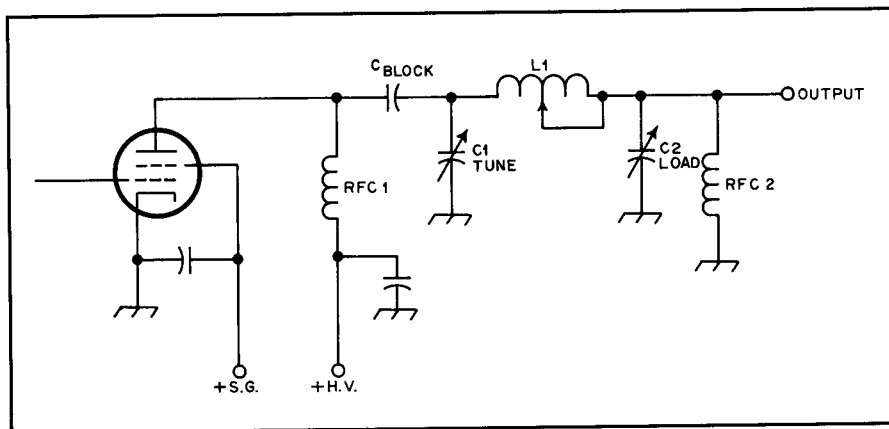 C BLOCK
L1
OUTPUT
C1
TUNE
C2
LOAD
RFC 1
RFC 2
+S.G.
+H.V.